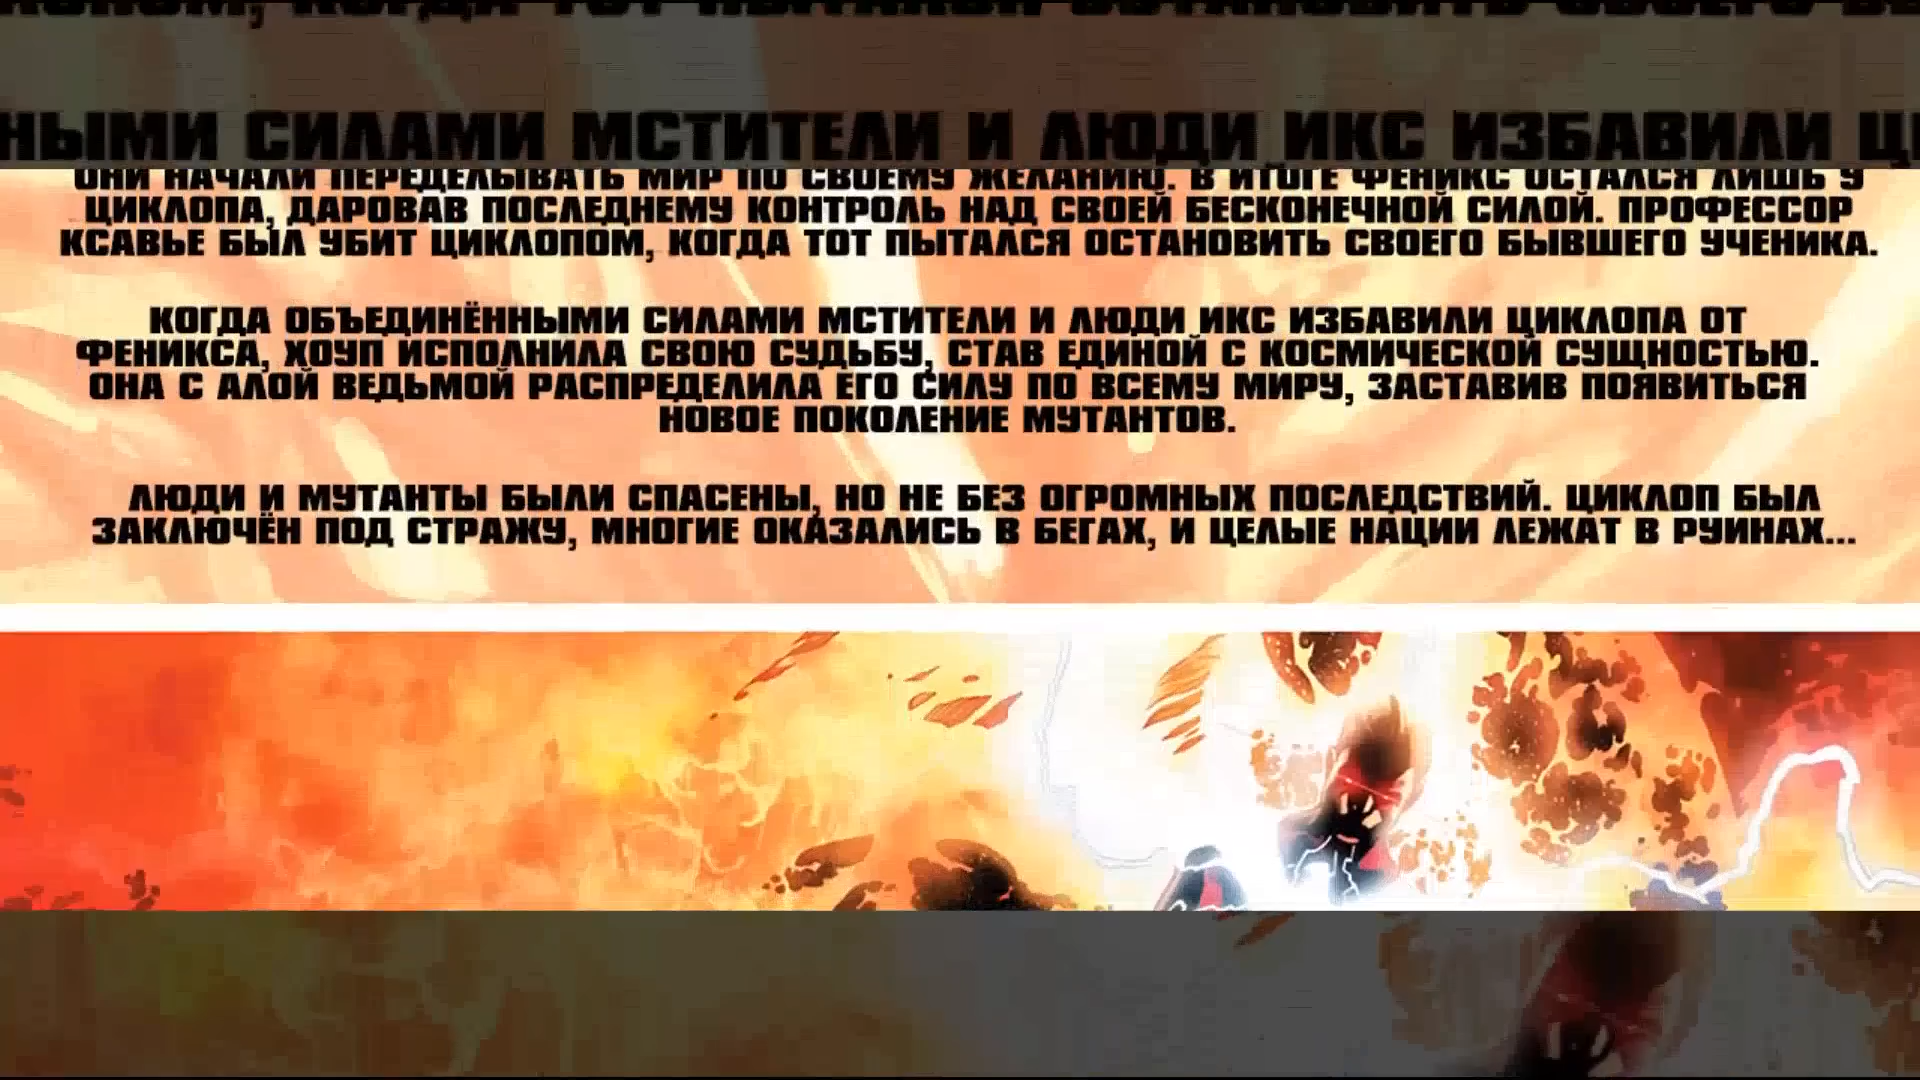 НЫМИ СИЛАМИ МСТИТЕЛИ И ЛЮДИ ИКС ИЗБАВИЛИ
ОНИ НАЧАЛИ ПЕРЕДЕЛЫВАТЬ МИР ПО СВОЕМУ ЖЕЛАНИЮ. В ИТОГЕ ФЕНИКС ОСТАЛСЯ ЛИШЬ У
ЦИКЛОПА, ДАРОВАВ ПОСЛЕДНЕМУ КОНТРОЛЬ НАД СВОЕЙ БЕСКОНЕЧНОЙ СИЛОЙ. ПРОФЕССОР
КСАВЬЕ БЫЛ УБИТ ЦИКЛОПОМ, КОГДА ТОТ ПЫТАЛСЯ ОСТАНОВИТЬ СВОЕГО БЫВШЕГО УЧЕНИКА.
КОГДА ОБЪЕДИНЁННЫМИ СИЛАМИ МСТИТЕЛИ И ЛЮДИ ИКС ИЗБАВИЛИ ЦИКЛОПА ОТ
ФЕНИКСА, ХОУП ИСПОЛНИЛА СВОЮ СУДЬБУ, СТАВ ЕДИНОЙ С КОСМИЧЕСКОЙ СУЩНОСТЬЮ.
ОНА С АЛОЙ ВЕДЬМОЙ РАСПРЕДЕЛИЛА ЕГО СИЛУ ПО ВСЕМУ МИРУ, ЗАСТАВИВ ПОЯВИТЬСЯ
НОВОЕ ПОКОЛЕНИЕ МУТАНТОВ.
ЛЮДИ И МУТАНТЫ БЫЛИ СПАСЕНЫ, НО НЕ БЕЗ ОГРОМНЫХ ПОСЛЕДСТВИЙ. ЦИКЛОП БЫЛ
ЗАКЛЮЧЁН ПОД СТРАЖУ, МНОГИЕ ОКАЗАЛИСЬ В БЕГАХ, И ЦЕЛЫЕ НАЦИИ ЛЕЖАТ В РУИНАХ...